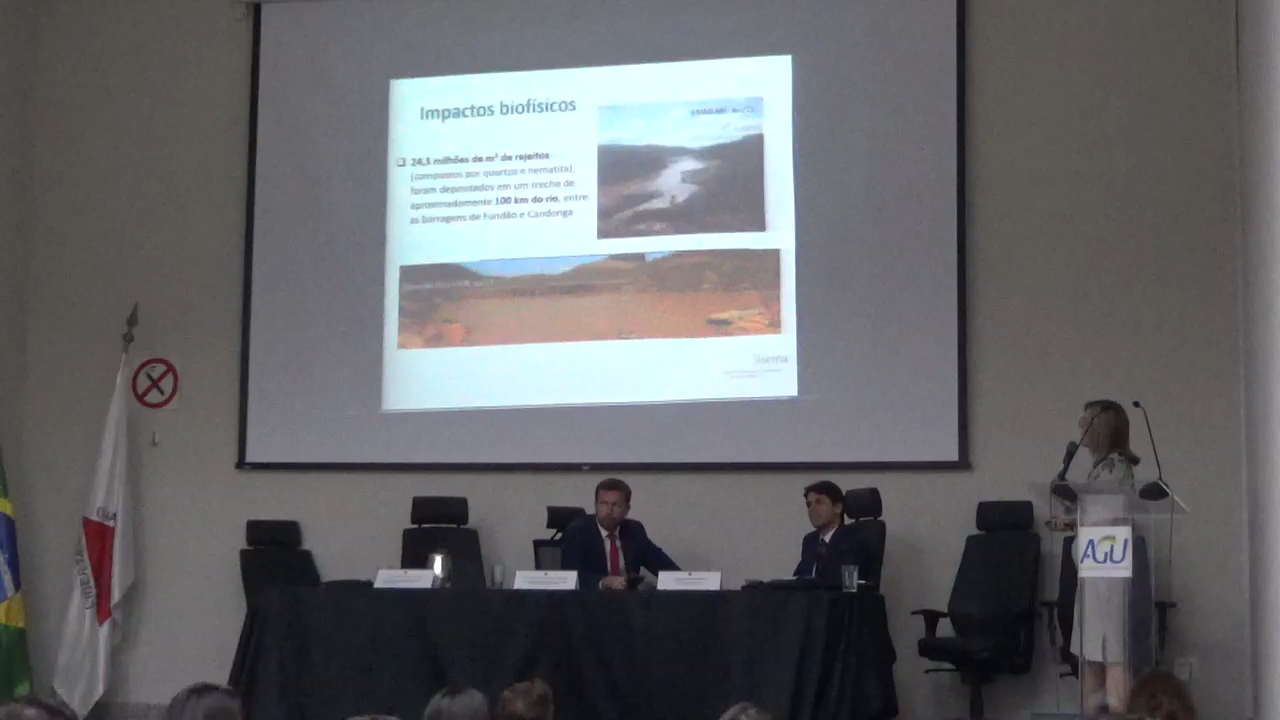 Impactos biofísicos
❑ 24,3 milhões de m³ de rejeitos
(compostos por quartzo e hematita),
foram depositados em um trecho de
aproximadamente 100 km do rio, entre
as barragens de Fundão e Candonga
Sisema
AGU